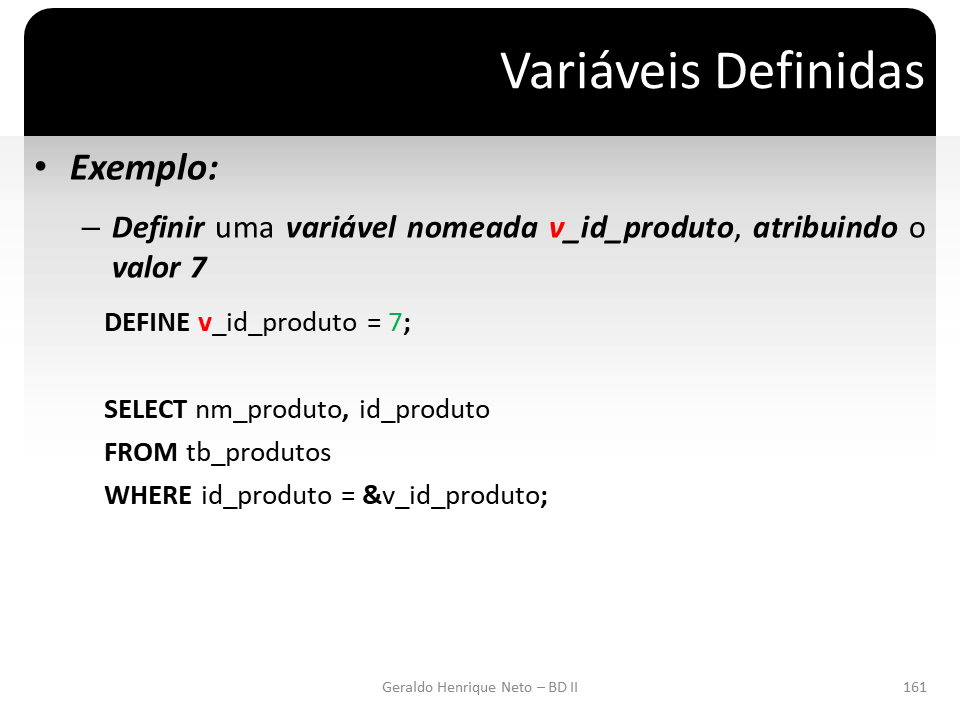 Variáveis Definidas
• Exemplo:
– Definir uma variável nomeada v_id_produto, atribuindo o
valor 7
DEFINE v_id_produto = 7;
SELECT nm_produto, id_produto
FROM tb_produtos
WHERE id_produto = &v_id_produto;
Geraldo Henrique Neto – BD II
161